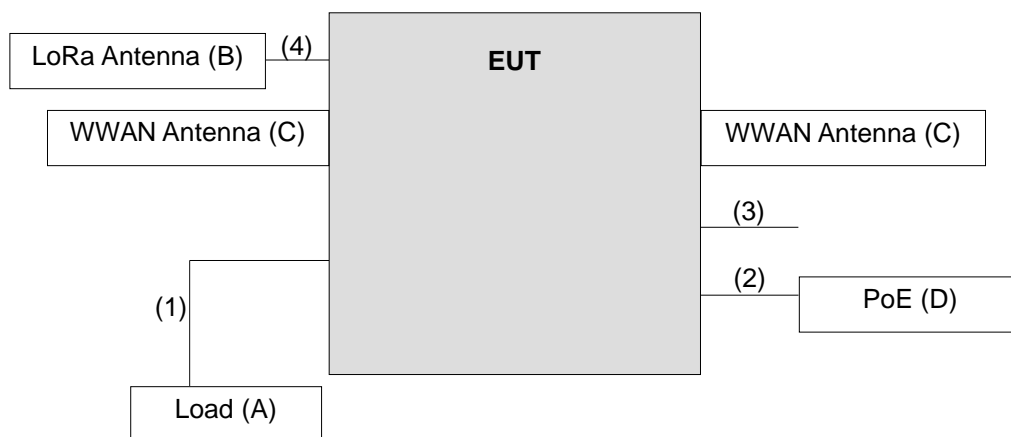 LoRa Antenna (B)
(4)
EUT
WWAN Antenna (C)
WWAN Antenna (C)
(3)
(2)
PoE (D)
(1)
Load (A)